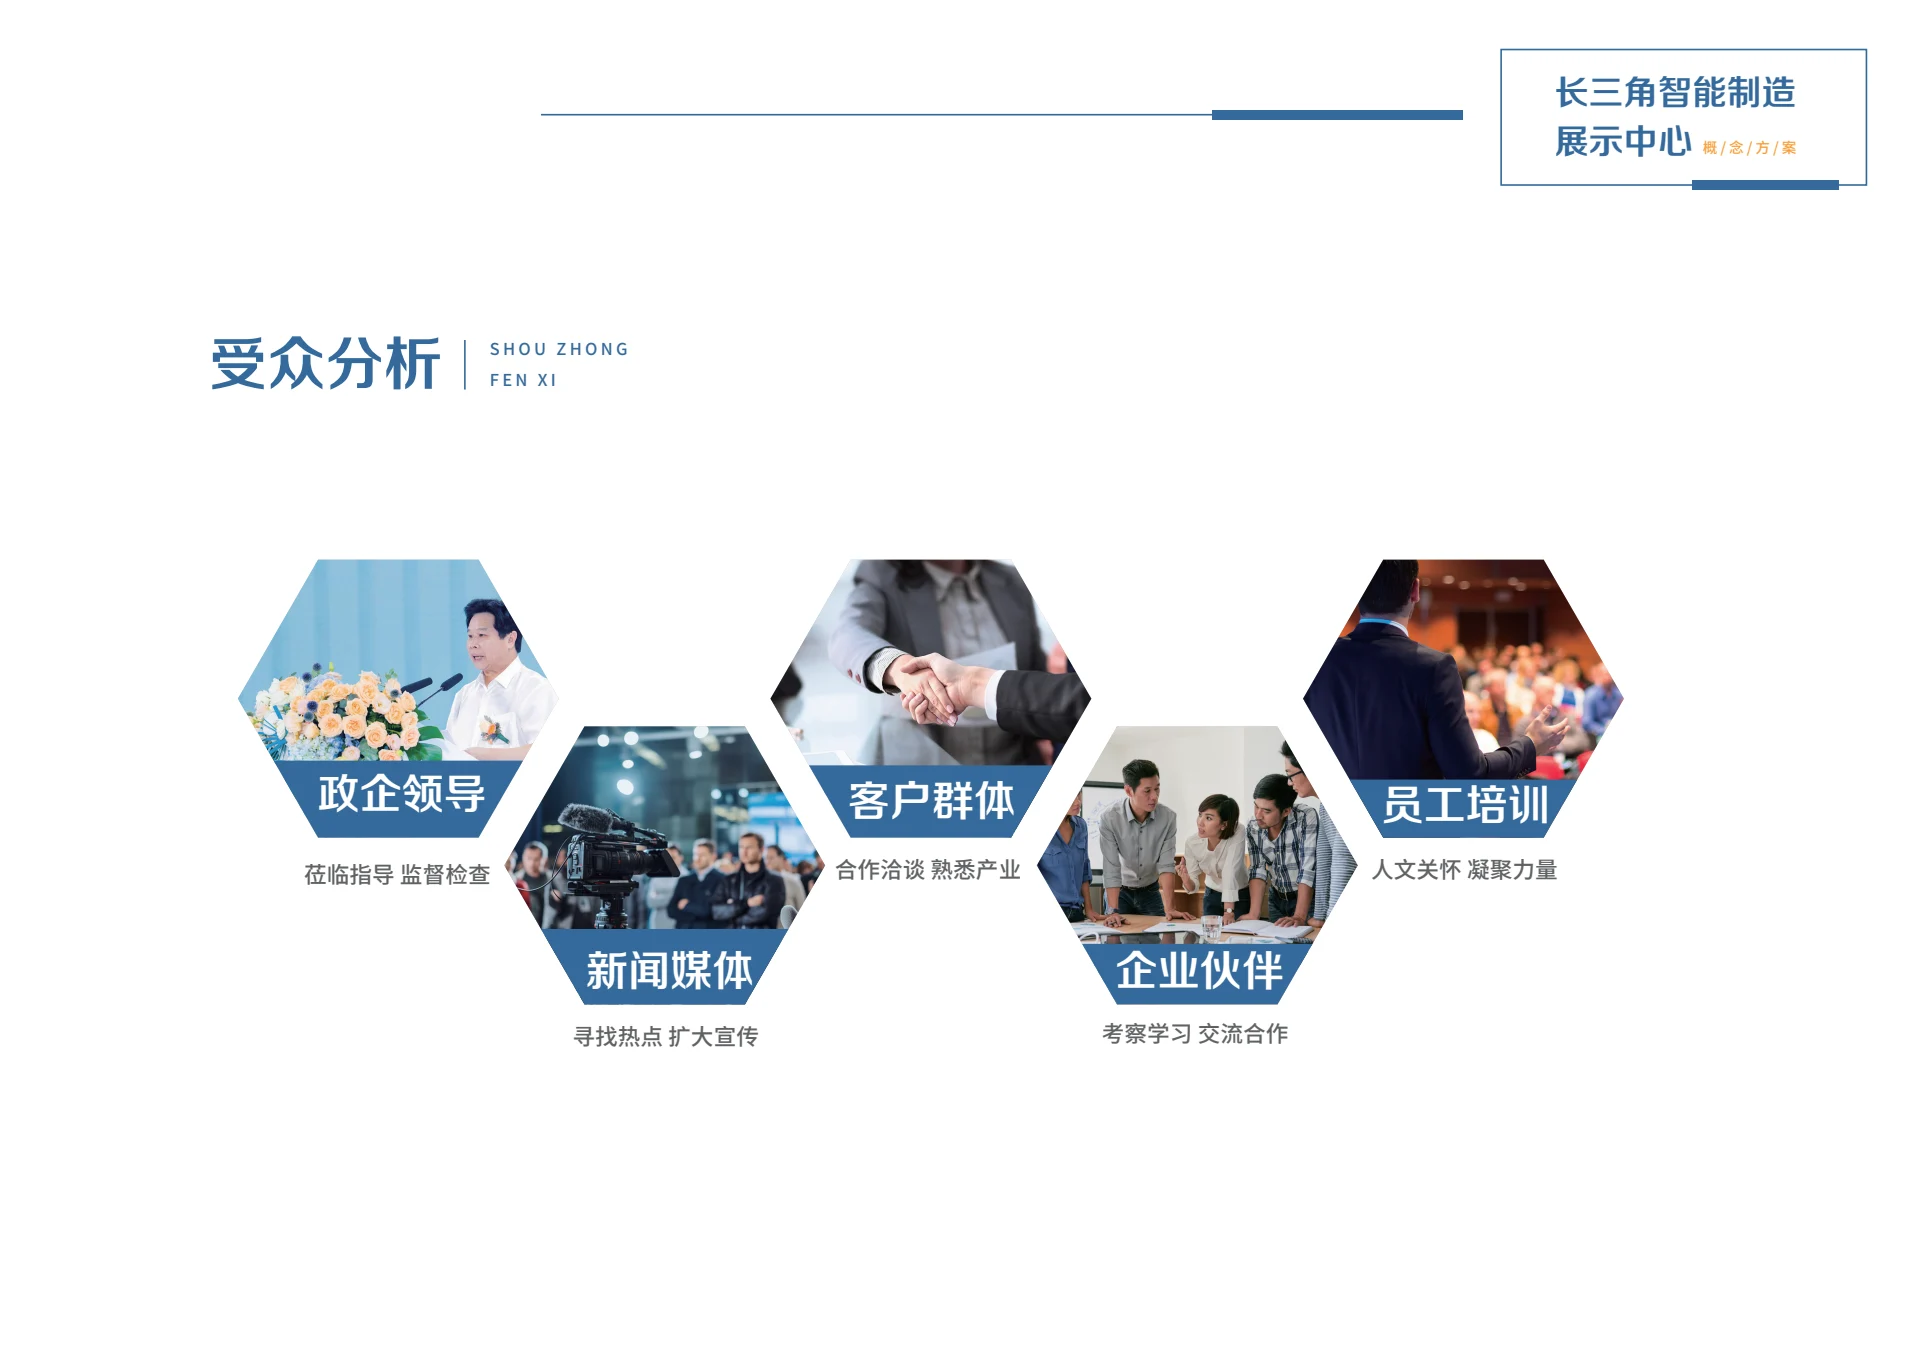 长三角智能制造
展示中心 概/念/方/案
受众分析
SHOU ZHONG
FEN XI
政企领导
莅临指导 监督检查
新闻媒体
寻找热点 扩大宣传
客户群体
合作洽谈 熟悉产业
企业伙伴
考察学习 交流合作
员工培训
人文关怀 凝聚力量